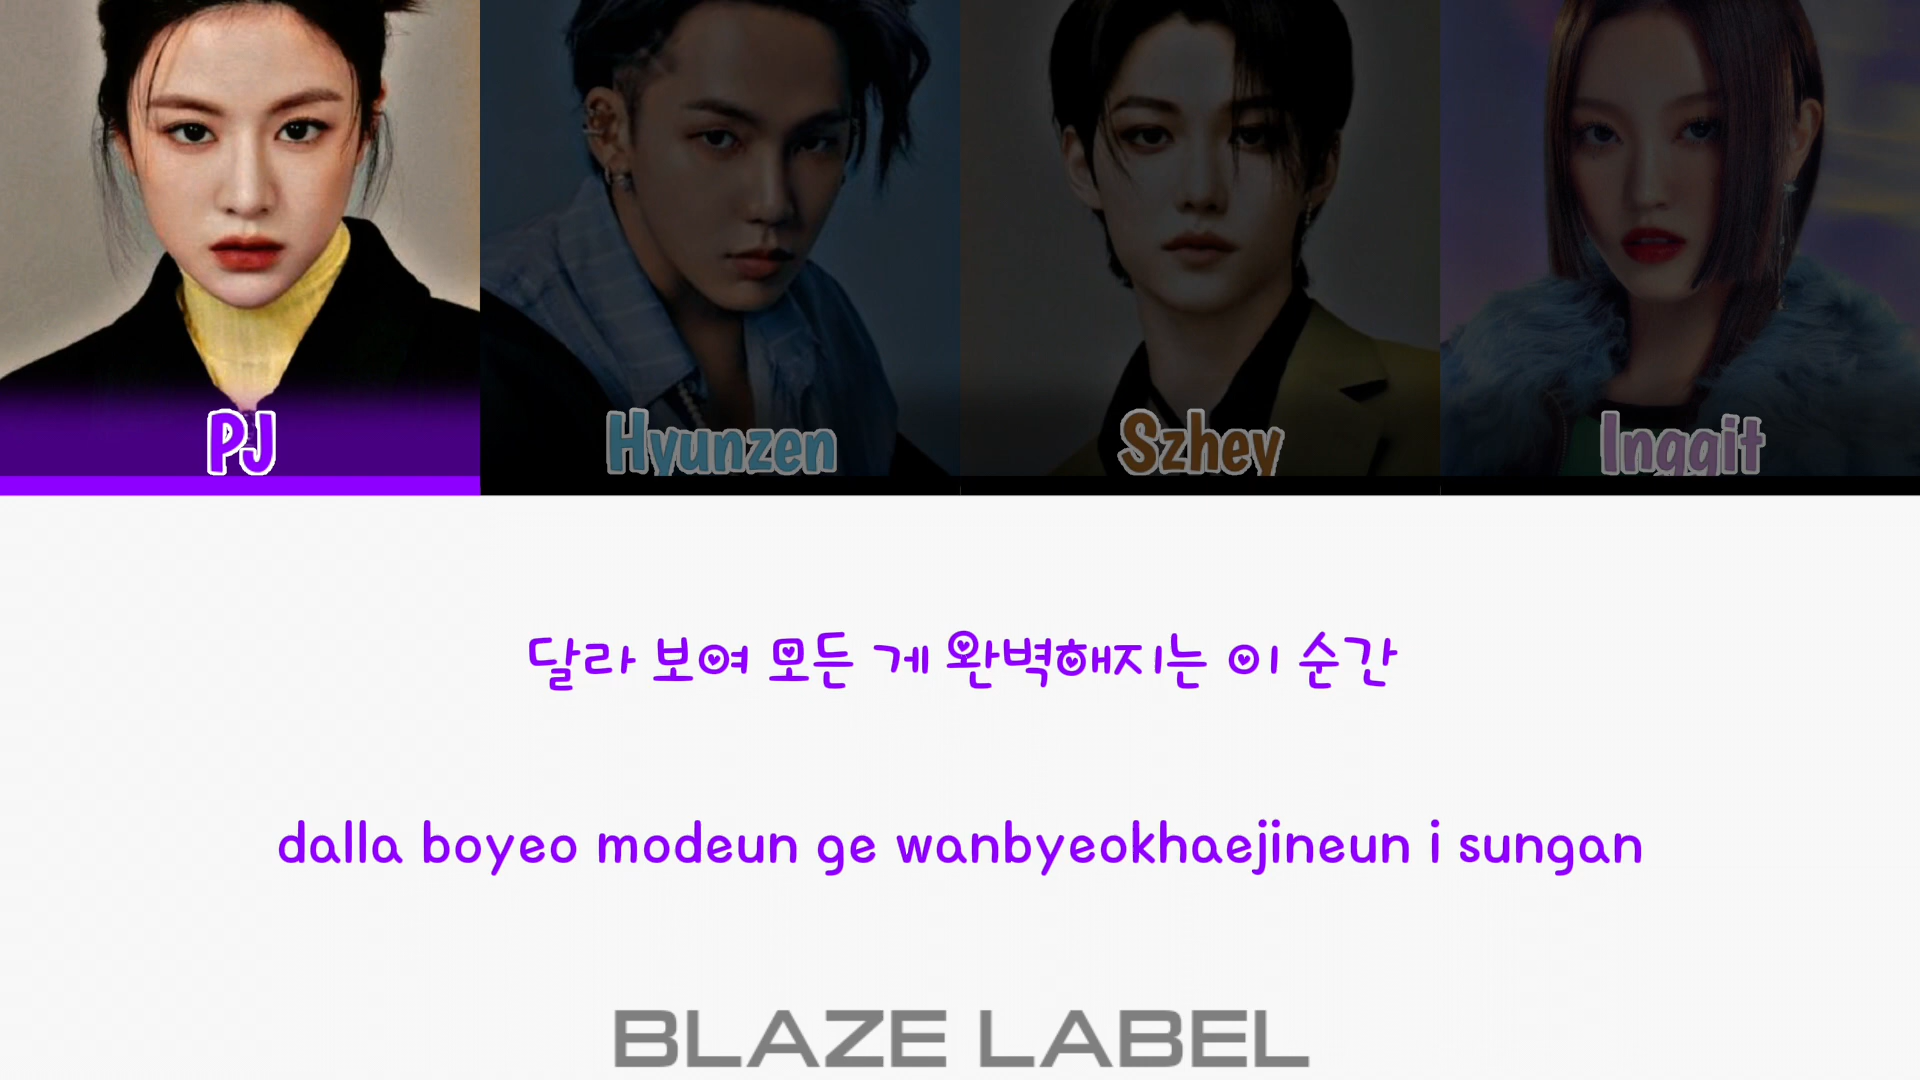 PJ
Hyunzen
Szhey
Inggit
달라 보여 모든 게 완벽해지는 이 순간
dalla boyeo modeun ge wanbyeokhaejineun i sungan
BLAZE LABEL